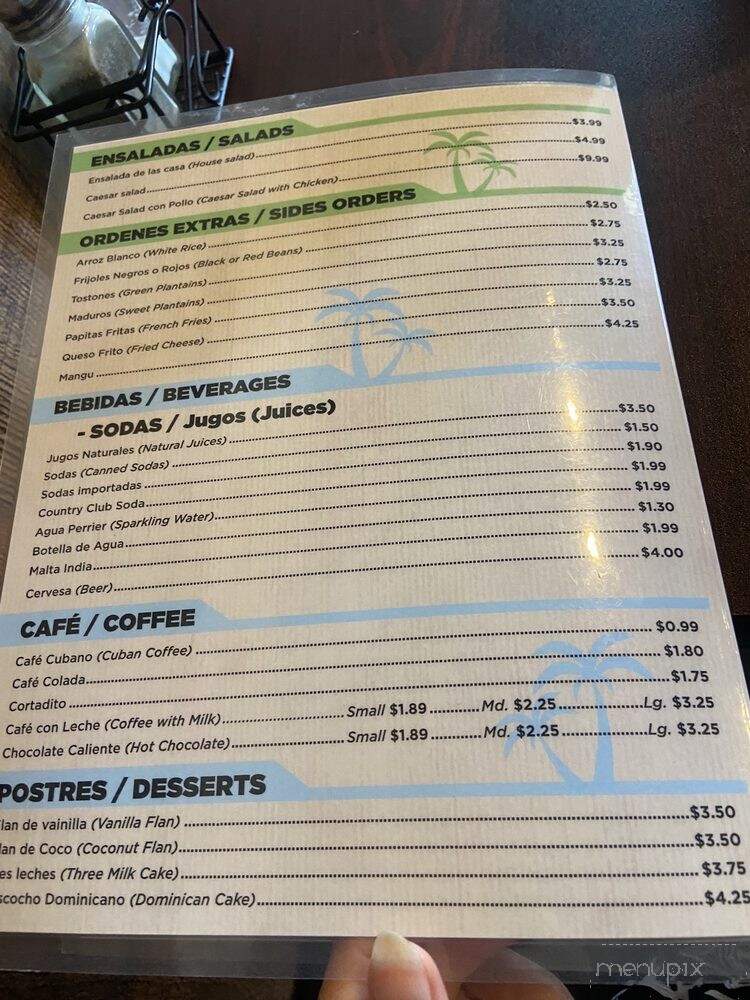 ENSALADAS / SALADS
Ensalada de las casa (House salad) $3.99
Caesar salad $4.99
Caesar Salad con Pollo (Caesar Salad with Chicken) $9.99
ORDENES EXTRAS / SIDES ORDERS
Arroz Blanco (White Rice) $2.50
Frijoles Negros o Rojos (Black or Red Beans) $2.75
Tostones (Green Plantains) $3.25
Maduros (Sweet Plantains) $2.75
Papitas Fritas (French Fries) $3.25
Queso Frito (Fried Cheese) $3.50
Mangu $4.25
BEBIDAS / BEVERAGES
- SODAS / Jugos (Juices)
Jugos Naturales (Natural Juices) $3.50
Sodas (Canned Sodas) $1.50
Sodas importadas $1.90
Country Club Soda $1.99
Agua Perrier (Sparkling Water) $1.99
Botella de Agua $1.30
Malta India $1.99
Cervesa (Beer) $4.00
CAFÉ / COFFEE
Café Cubano (Cuban Coffee) $0.99
Café Colada $1.80
Cortadito $1.75
Café con Leche (Coffee with Milk) Small $1.89 Md. $2.25 Lg. $3.25
Chocolate Caliente (Hot Chocolate) Small $1.89 Md. $2.25 Lg. $3.25
POSTRES / DESSERTS
lan de vainilla (Vanilla Flan) $3.50
lan de Coco (Coconut Flan) $3.50
es leches (Three Milk Cake) $3.75
scocho Dominicano (Dominican Cake) $4.25
menupix